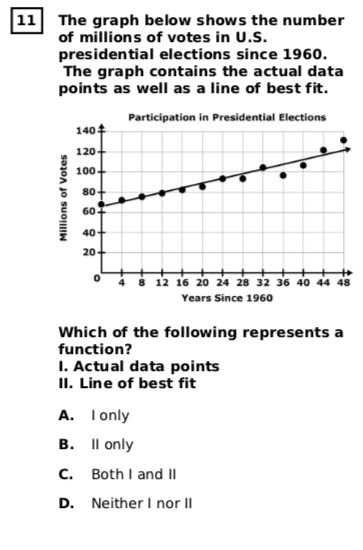 11
The graph below shows the number
of millions of votes in U.S.
presidential elections since 1960.
The graph contains the actual data
points as well as a line of best fit.
Participation in Presidential Elections
Millions of Votes
140
120
100
80
60
40
20
0
4 8 12 16 20 24 28 32 36 40 44 48
Years Since 1960
Which of the following represents a
function?
I. Actual data points
II. Line of best fit
A. I only
B. II only
C. Both I and II
D. Neither I nor II